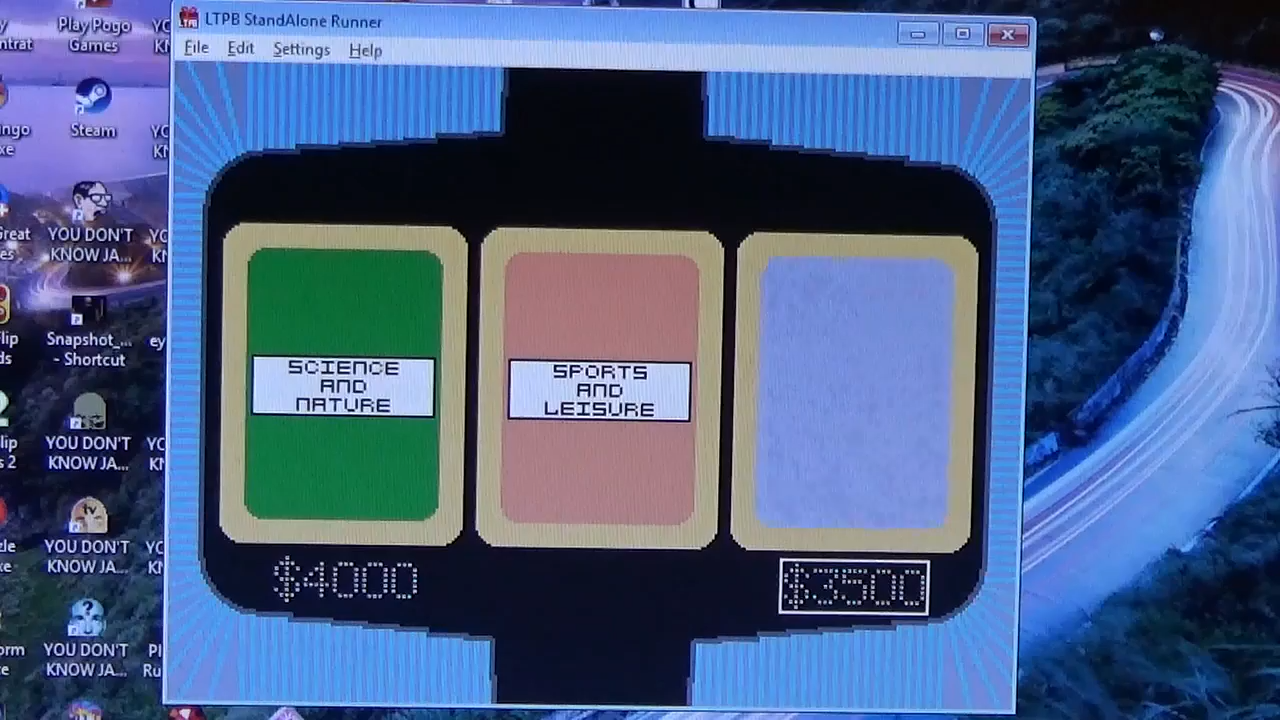 LTPB StandAlone Runner
File Edit Settings Help
Play Pogo
Games
Steam
YOU DON'T
KNOW JA...
Snapshot_...
- Shortcut
YOU DON'T
KNOW JA...
YOU DON'T
KNOW JA...
YOU DON'T
KNOW JA...
SCIENCE
AND
NATURE
SPORTS
AND
LEISURE
$4000
$3500